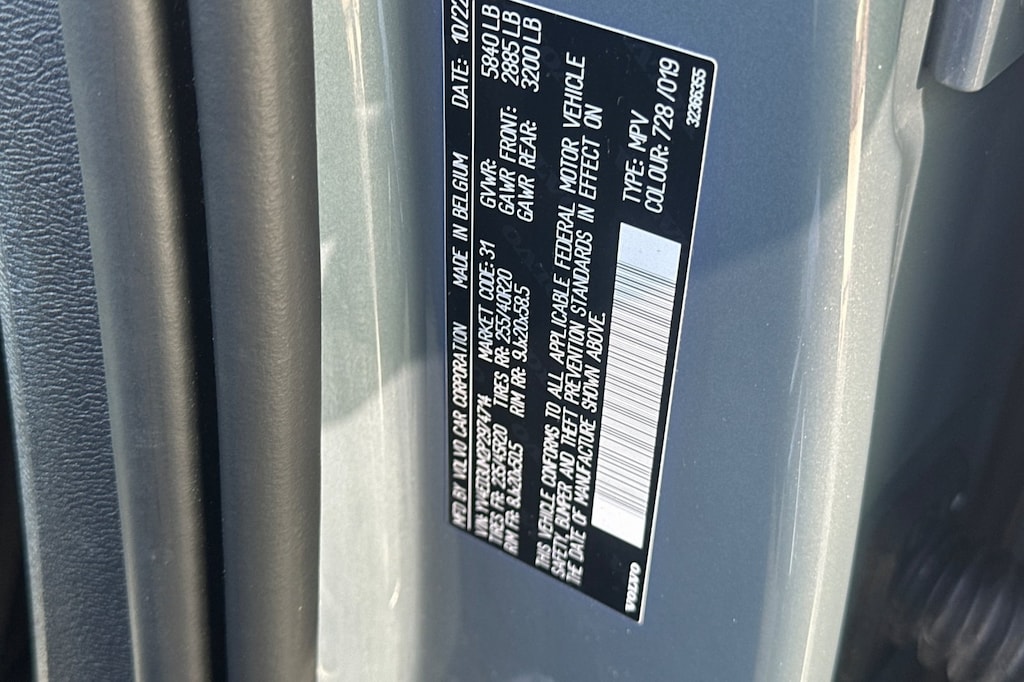 MFD BY VOLVO CAR CORPORATION MADE IN BELGIUM DATE: 10/22
VIN: YV4ED3UM2P2974714 MARKET CODE: 31 GVWR: 5840 LB
TIRES FR: 235/45R20 TIRES RR: 255/40R20 GAWR FRONT: 2885 LB
RIM FR: 8Jx20x50.5 RIM RR: 9Jx20x58.5 GAWR REAR: 3200 LB
THIS VEHICLE CONFORMS TO ALL APPLICABLE FEDERAL MOTOR VEHICLE
SAFETY, BUMPER AND THEFT PREVENTION STANDARDS IN EFFECT ON
THE DATE OF MANUFACTURE SHOWN ABOVE.
TYPE: MPV
COLOUR: 728 /019
VOLVO 32366355